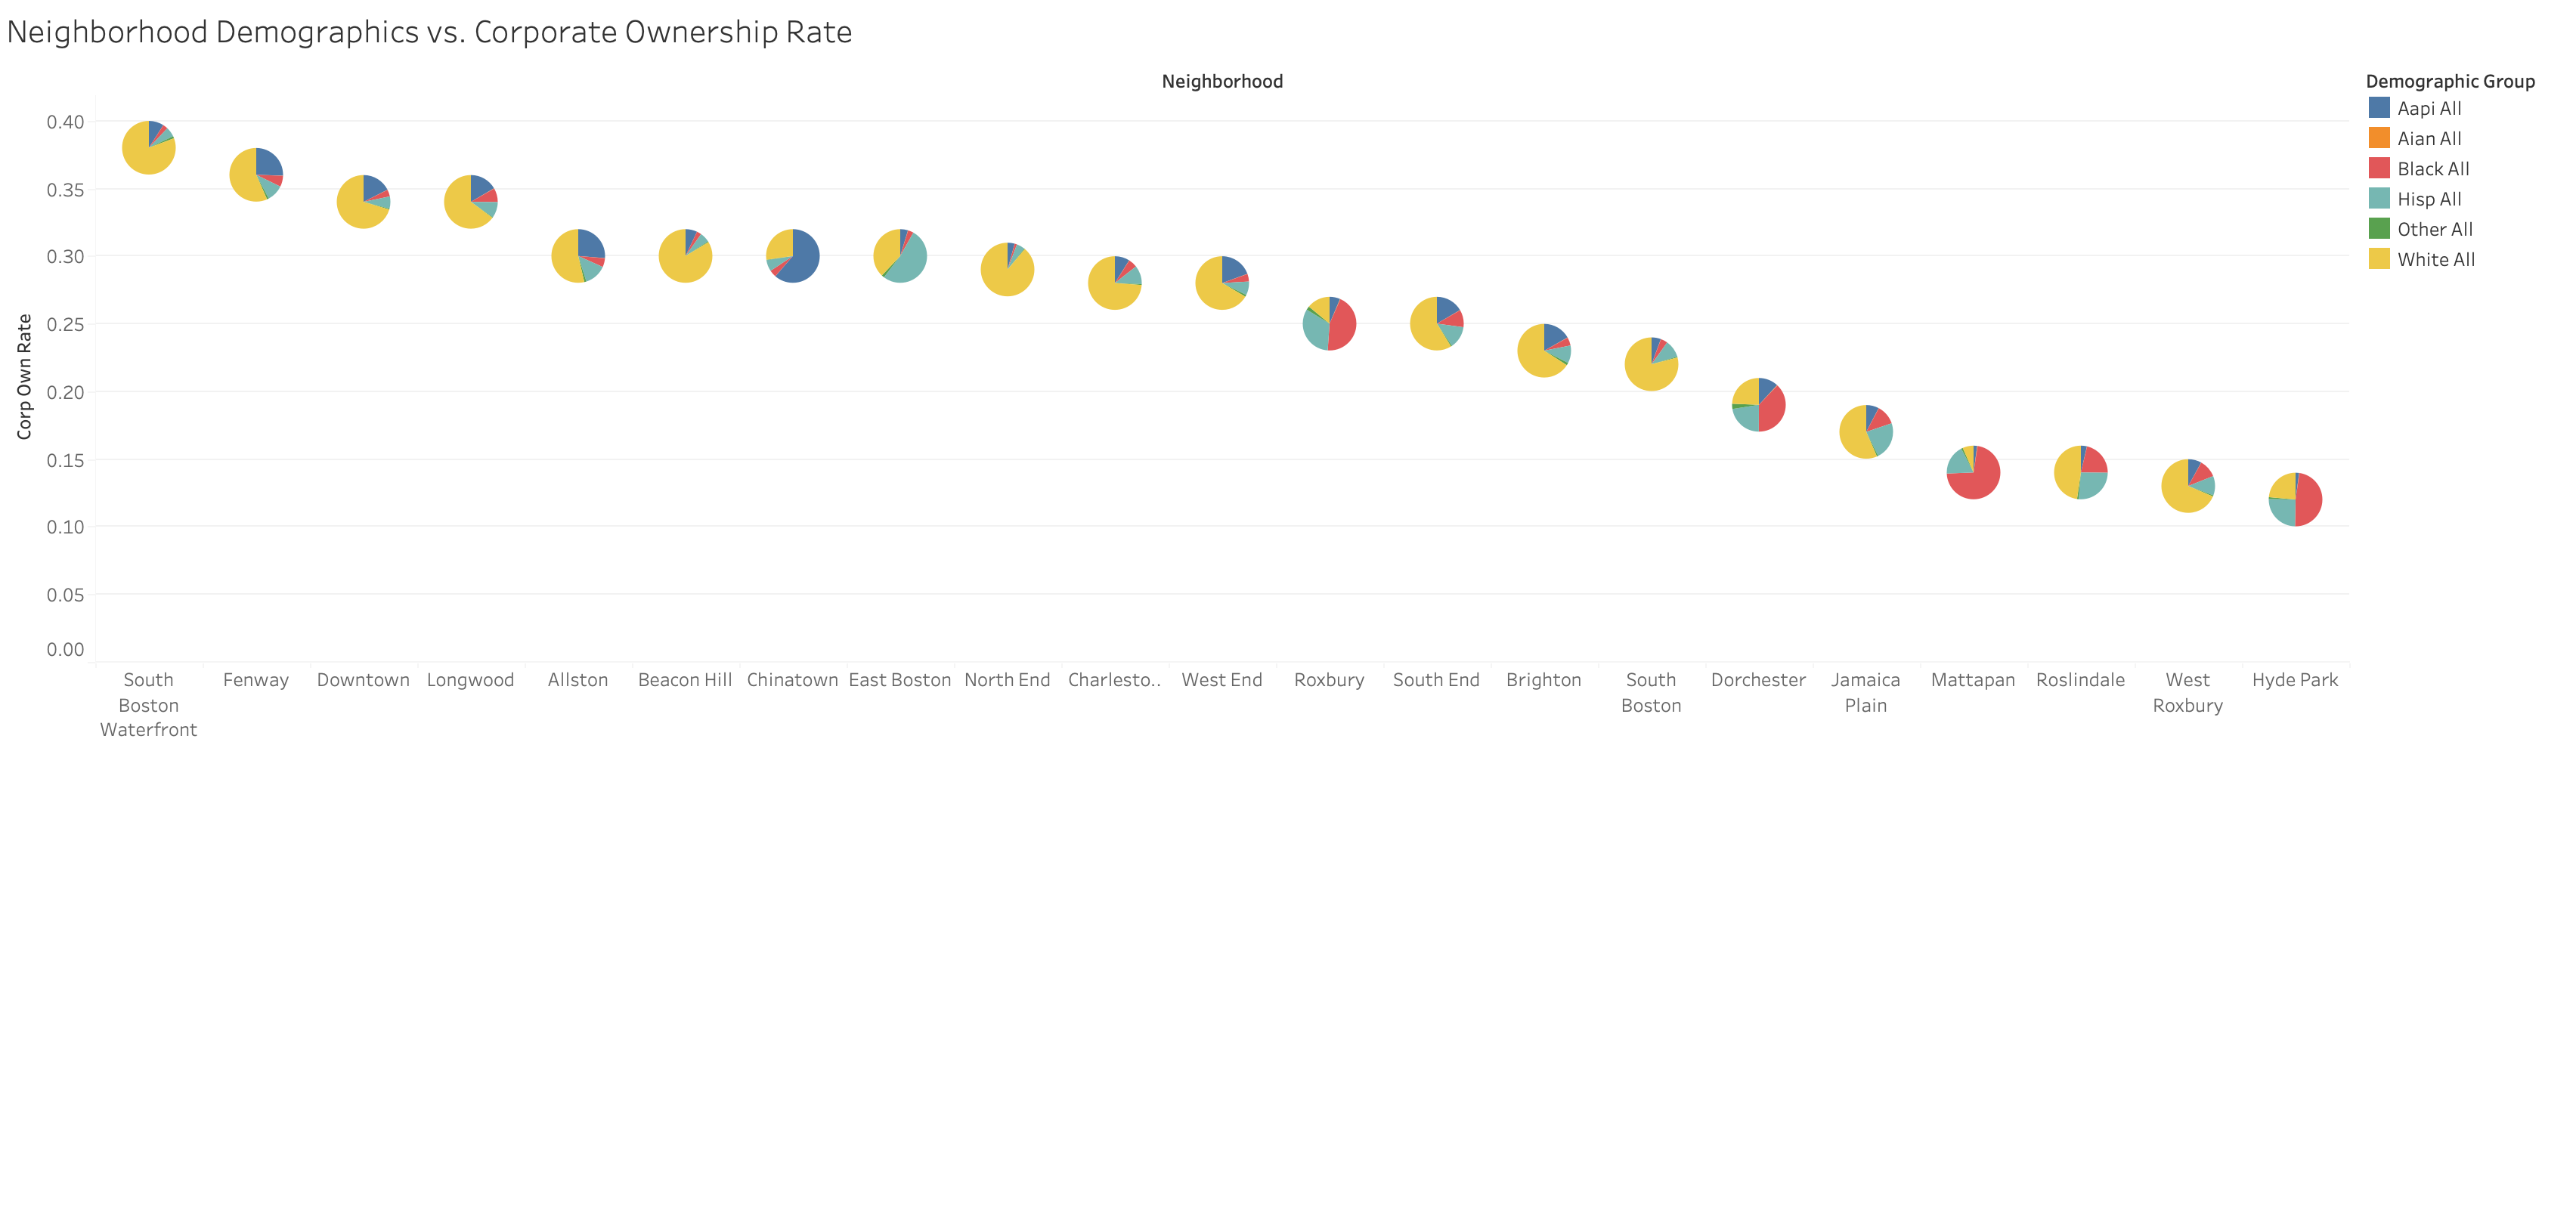 Neighborhood Demographics vs. Corporate Ownership Rate
Neighborhood
Demographic Group
Aapi All
Aian All
Black All
Hisp All
Other All
White All
Corp Own Rate
0.40
0.35
0.30
0.25
0.20
0.15
0.10
0.05
0.00
South
Boston
Waterfront
Fenway
Downtown
Longwood
Allston
Beacon Hill
Chinatown
East Boston
North End
Charlesto..
West End
Roxbury
South End
Brighton
South
Boston
Dorchester
Jamaica
Plain
Mattapan
Roslindale
West
Roxbury
Hyde Park